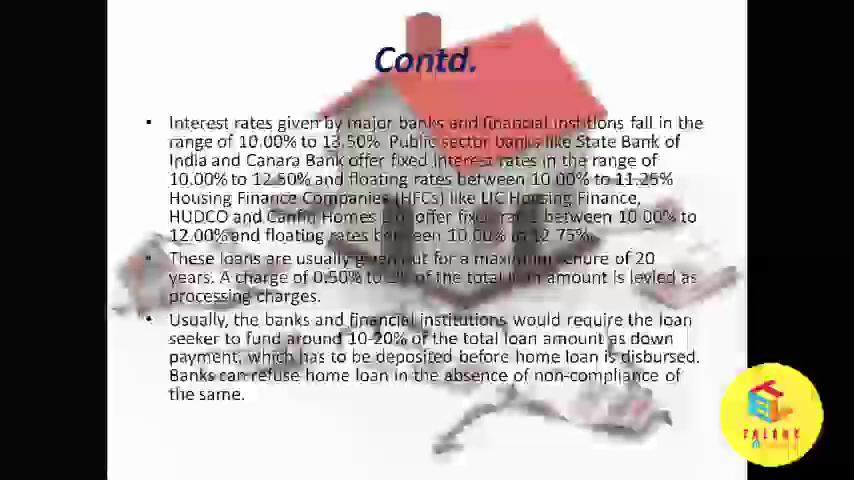 Contd.
• Interest rates given by major banks and financial institions fall in the
range of 10.00% to 13.50%. Public sector banks like State Bank of
India and Canara Bank offer fixed interest rates in the range of
10.00% to 12.50% and floating rates between 10.00% to 11.25%
Housing Finance Companies (HFCs) like LIC Housing Finance,
HUDCO and Canfin Homes offer fixed rates between 10.00% to
12.00% and floating rates between 10.00% to 12.75%.
• These loans are usually given out for a maximum tenure of 20
years. A charge of 0.50% to of the total loan amount is levied as
processing charges.
• Usually, the banks and financial institutions would require the loan
seeker to fund around 10-20% of the total loan amount as down
payment, which has to be deposited before home loan is disbursed.
Banks can refuse home loan in the absence of non-compliance of
the same.